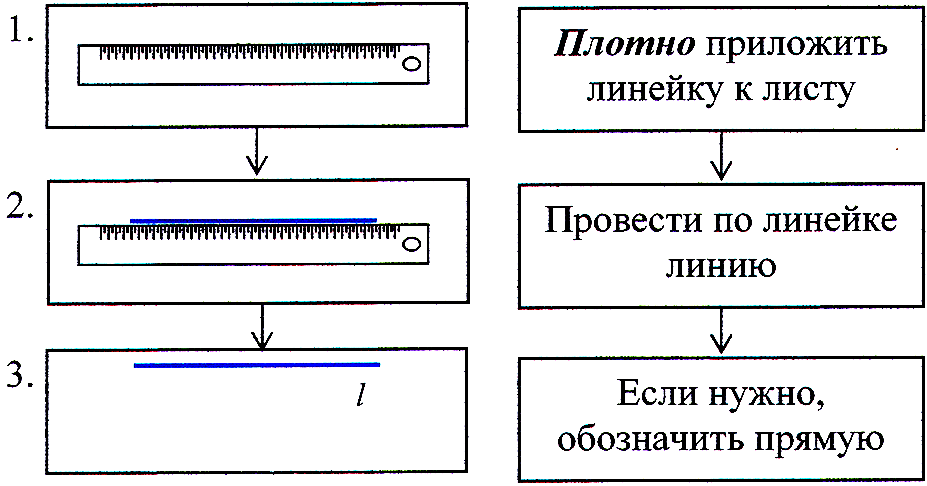 1.
Плотно приложить
линейку к листу
2.
Провести по линейке
линию
3.
l
Если нужно,
обозначить прямую